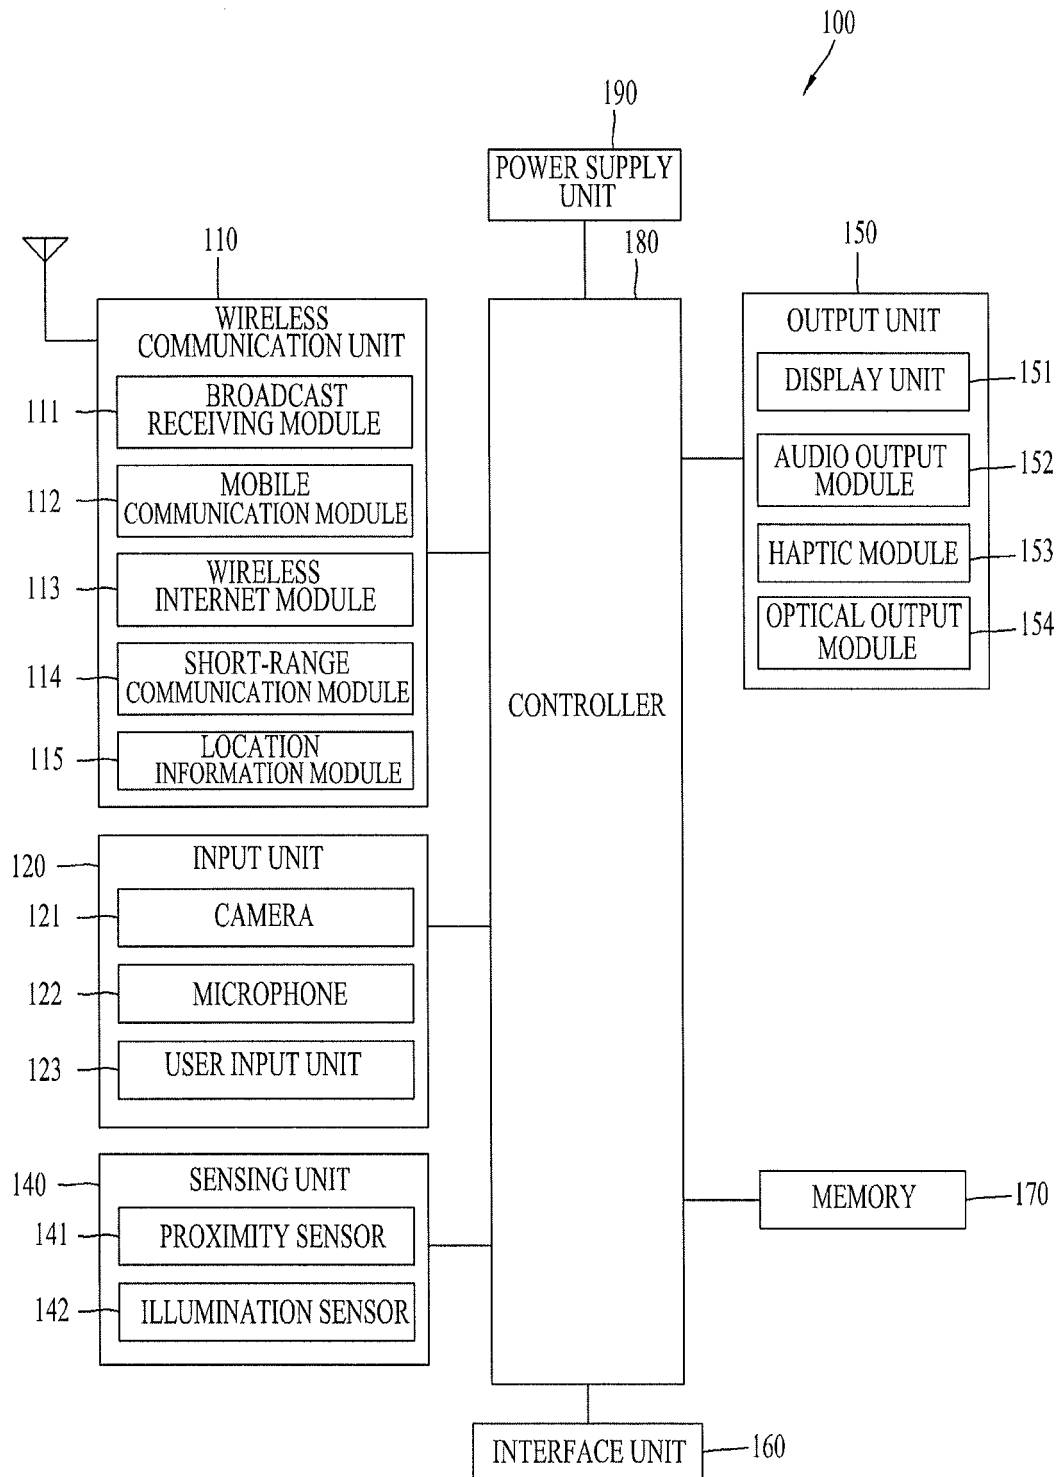 100
190
POWER SUPPLY
UNIT
110
180
150
WIRELESS
COMMUNICATION UNIT
111
BROADCAST
RECEIVING MODULE
112
MOBILE
COMMUNICATION MODULE
113
WIRELESS
INTERNET MODULE
114
SHORT-RANGE
COMMUNICATION MODULE
115
LOCATION
INFORMATION MODULE
120
INPUT UNIT
121
CAMERA
122
MICROPHONE
123
USER INPUT UNIT
140
SENSING UNIT
141
PROXIMITY SENSOR
142
ILLUMINATION SENSOR
CONTROLLER
OUTPUT UNIT
DISPLAY UNIT
151
AUDIO OUTPUT
MODULE
152
HAPTIC MODULE
153
OPTICAL OUTPUT
MODULE
154
MEMORY
170
INTERFACE UNIT
160